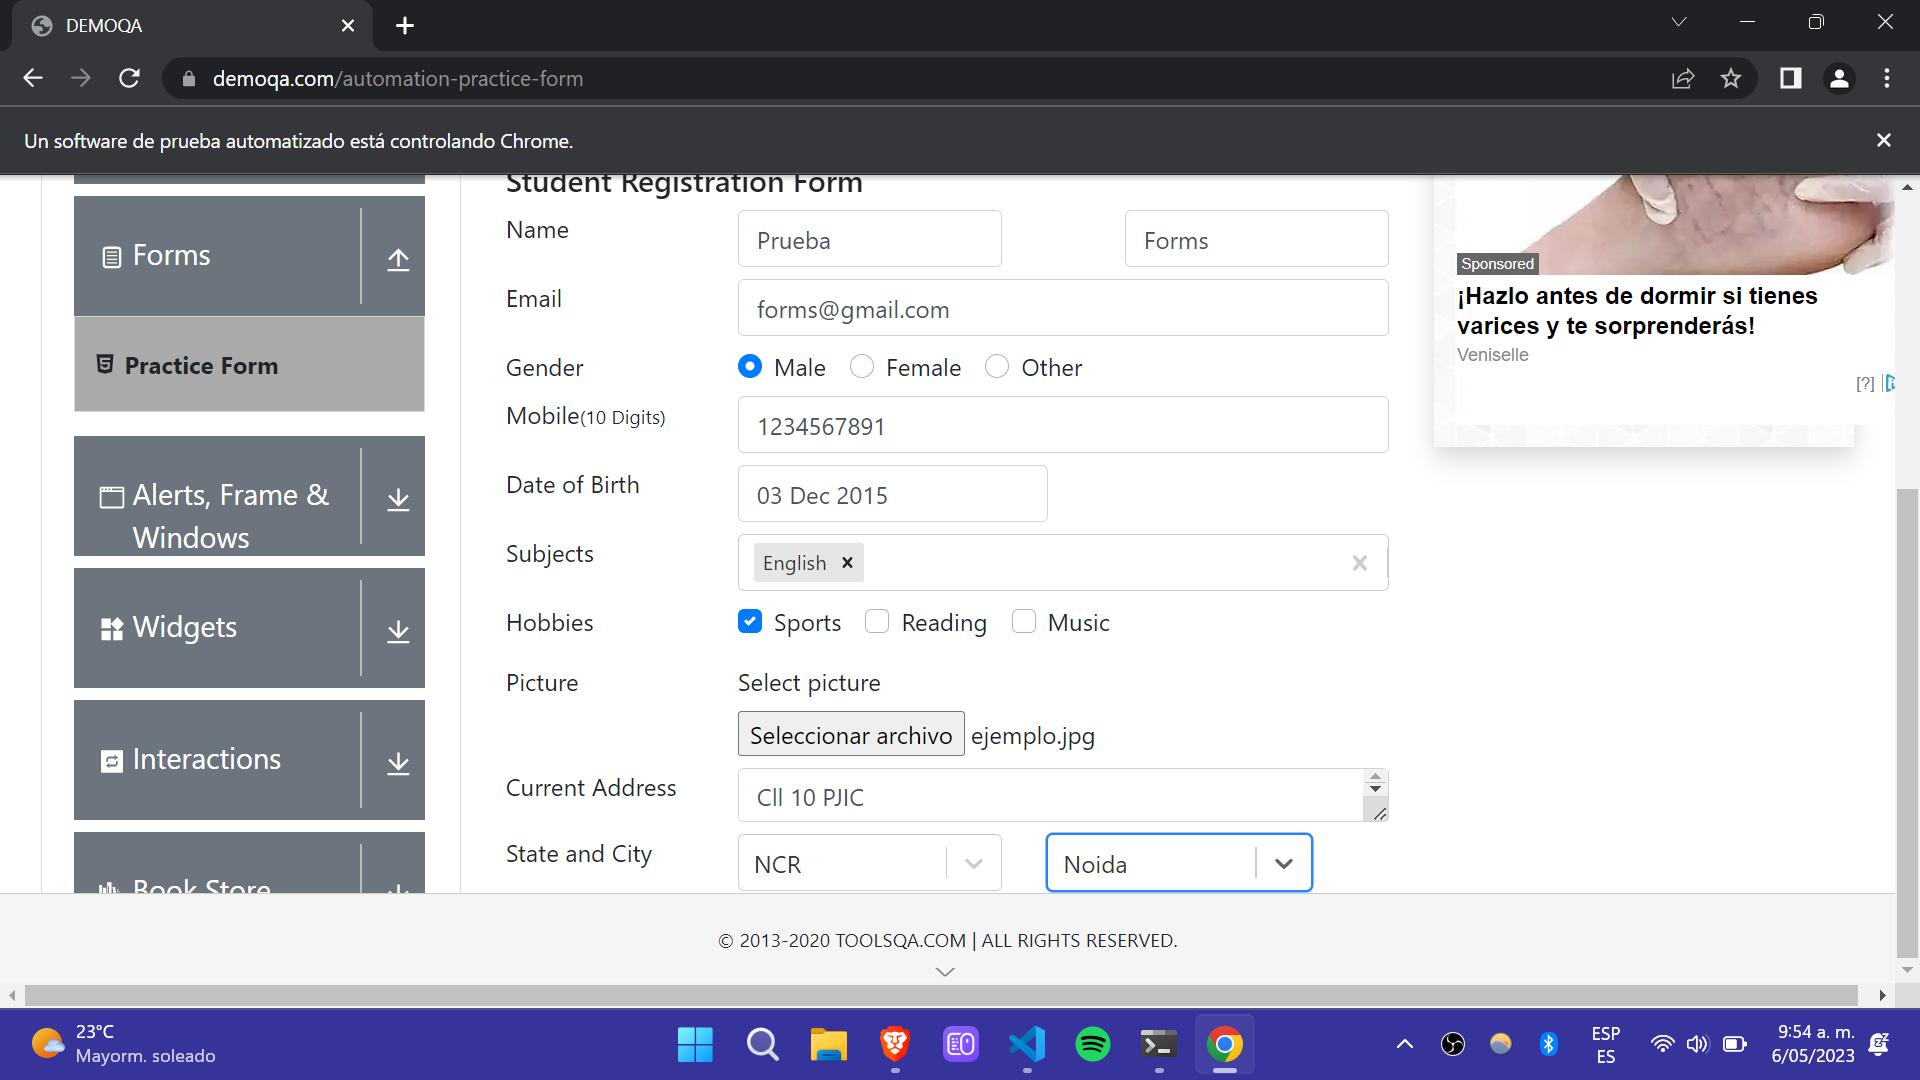 DEMOQA
demoqa.com/automation-practice-form
Un software de prueba automatizado está controlando Chrome.
Student Registration Form
Forms
Practice Form
Alerts, Frame &
Windows
Widgets
Interactions
Book Store
Name
Prueba
Forms
Email
forms@gmail.com
Gender
Male
Female
Other
Mobile(10 Digits)
1234567891
Date of Birth
03 Dec 2015
Subjects
English
Hobbies
Sports
Reading
Music
Picture
Select picture
Seleccionar archivo
ejemplo.jpg
Current Address
Cll 10 PJIC
State and City
NCR
Noida
Sponsored
¡Hazlo antes de dormir si tienes
varices y te sorprenderás!
Veniselle
[?]
© 2013-2020 TOOLSQA.COM | ALL RIGHTS RESERVED.
23°C
Mayorm. soleado
ESP
ES
9:54 a. m.
6/05/2023